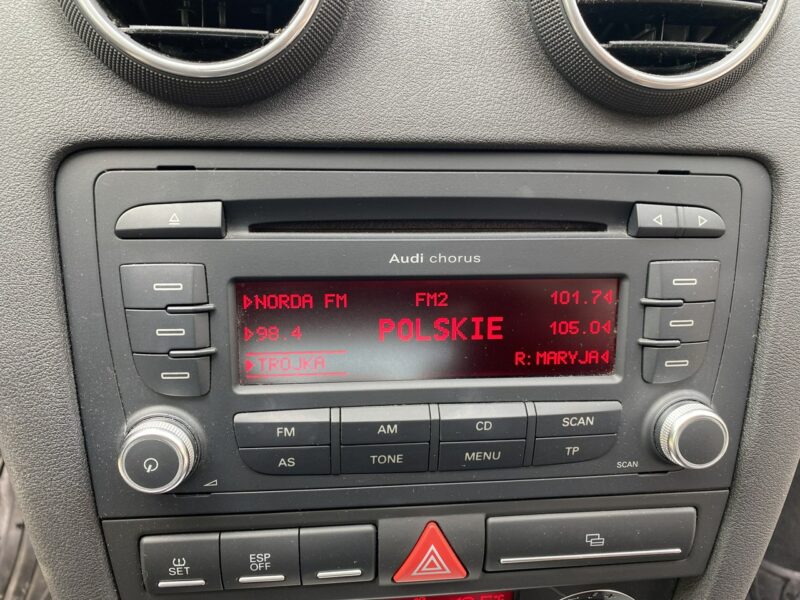 Audi chorus
NORDA FM FM2 101.7
98.4 POLSKIE 105.0
TRÓJKA R:MARYJA
FM AM CD SCAN
AS TONE MENU TP
SCAN
SET ESP OFF